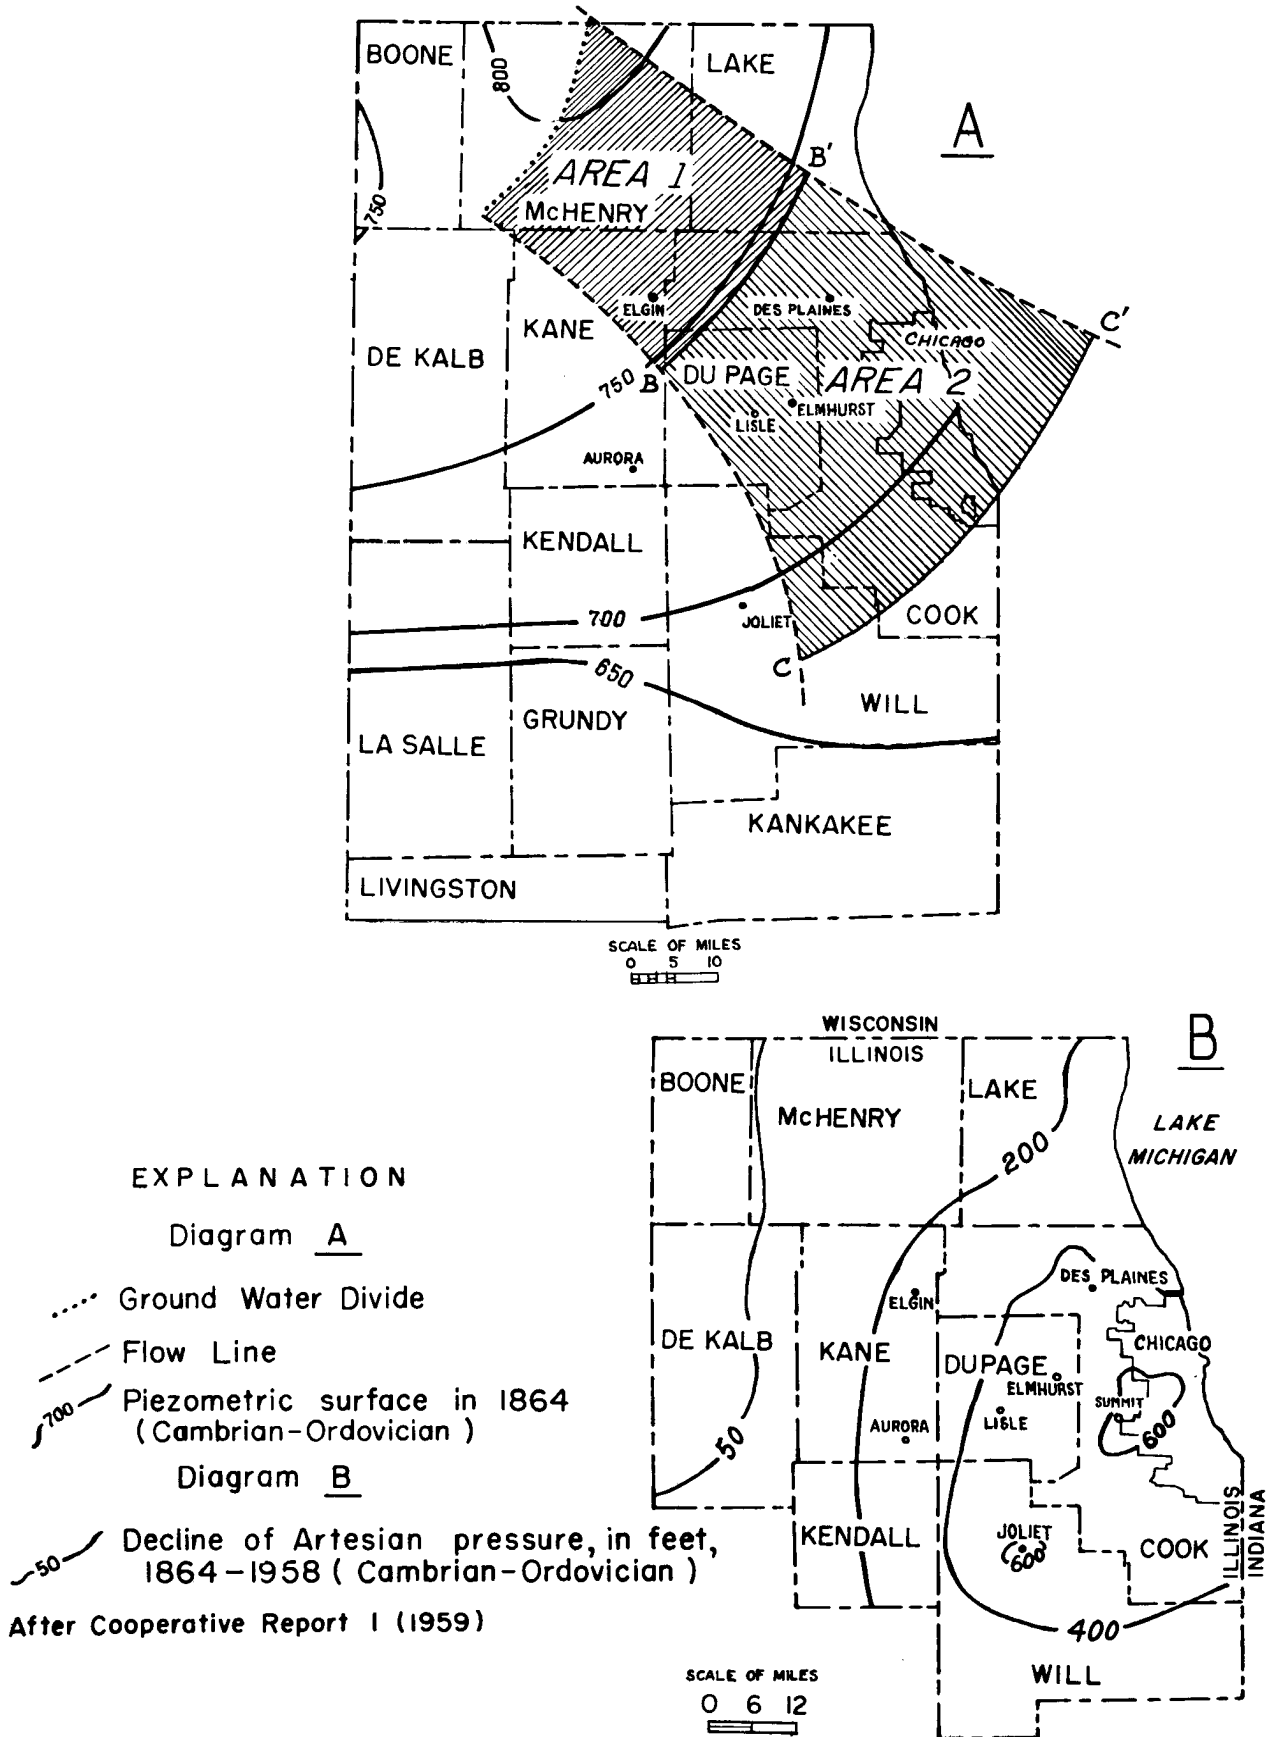 BOONE
800
LAKE
A
B'
AREA 1
McHENRY
750
ELGIN
DES PLAINES
C'
KANE
CHICAGO
DE KALB
750
B
DU PAGE
AREA 2
ELMHURST
LISLE
AURORA
KENDALL
700
JOLIET
COOK
C
650
WILL
GRUNDY
LA SALLE
KANKAKEE
LIVINGSTON
SCALE OF MILES
0 5 10
WISCONSIN
ILLINOIS
B
BOONE
LAKE
McHENRY
LAKE
MICHIGAN
200
DES PLAINES
ELGIN
CHICAGO
DE KALB
KANE
DUPAGE
ELMHURST
SUMMIT
LISLE
AURORA
600
50
KENDALL
JOLIET
600
COOK
ILLINOIS
INDIANA
400
WILL
SCALE OF MILES
0 6 12
EXPLANATION
Diagram A
Ground Water Divide
Flow Line
700
Piezometric surface in 1864
(Cambrian-Ordovician)
Diagram B
50
Decline of Artesian pressure, in feet,
1864-1958 (Cambrian-Ordovician)
After Cooperative Report 1 (1959)